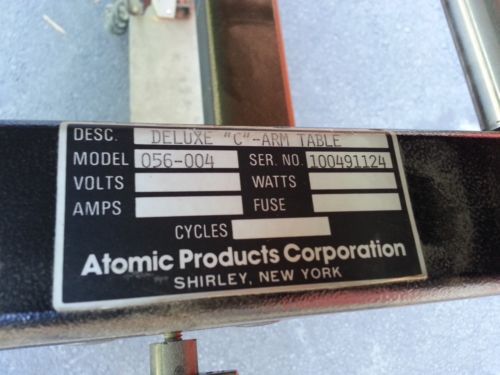 DESC. DELUXE "C"-ARM TABLE
MODEL 056-004 SER. NO. 100491124
VOLTS WATTS
AMPS FUSE
CYCLES
Atomic Products Corporation
SHIRLEY, NEW YORK